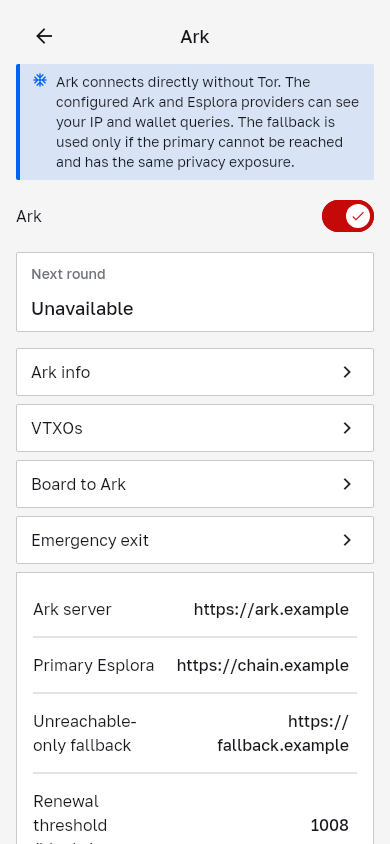 Ark
Ark connects directly without Tor. The
configured Ark and Esplora providers can see
your IP and wallet queries. The fallback is
used only if the primary cannot be reached
and has the same privacy exposure.
Ark
Next round
Unavailable
Ark info
VTXOs
Board to Ark
Emergency exit
Ark server https://ark.example
Primary Esplora https://chain.example
Unreachable- https://
only fallback fallback.example
Renewal
threshold 1008